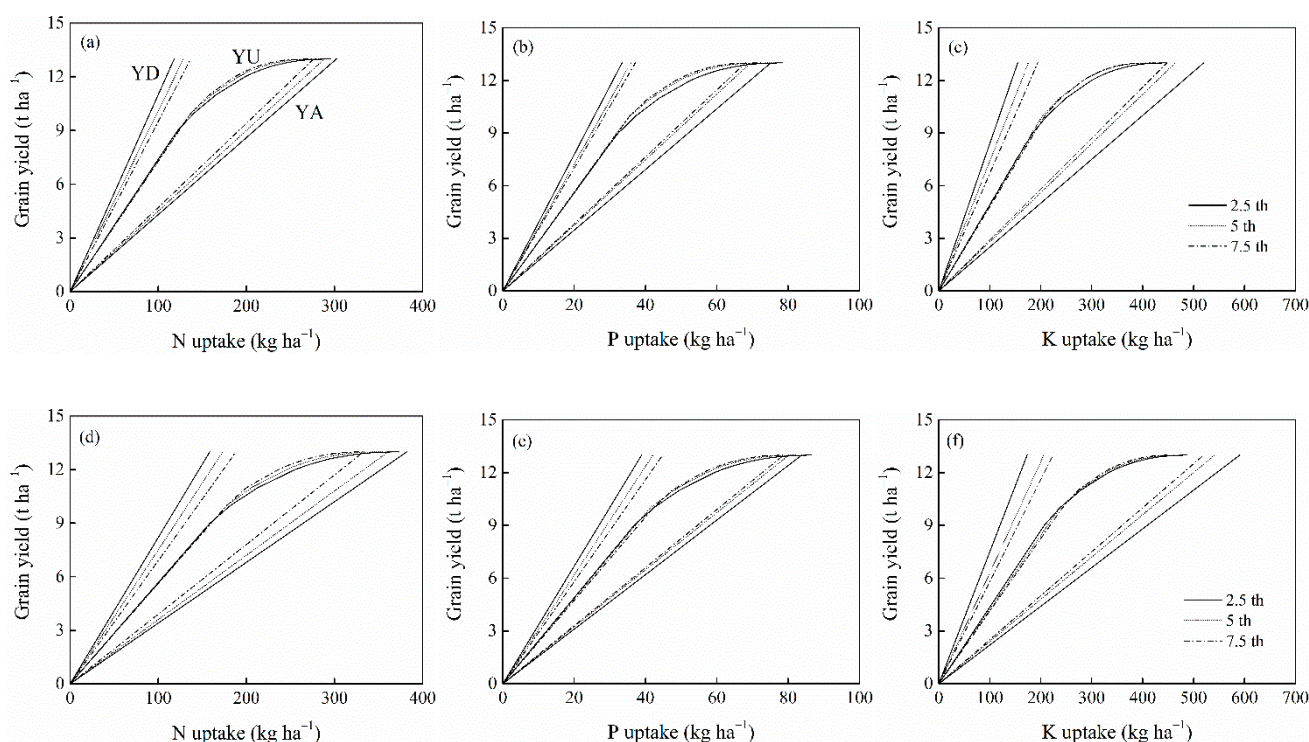 (a)
YD
YU
YA
Grain yield (t ha⁻¹)
15
12
9
6
3
0
0 100 200 300 400
N uptake (kg ha⁻¹)
(b)
Grain yield (t ha⁻¹)
15
12
9
6
3
0
0 20 40 60 80 100
P uptake (kg ha⁻¹)
(c)
Grain yield (t ha⁻¹)
15
12
9
6
3
0
2.5 th
5 th
7.5 th
0 100 200 300 400 500 600 700
K uptake (kg ha⁻¹)
(d)
Grain yield (t ha⁻¹)
15
12
9
6
3
0
0 100 200 300 400
N uptake (kg ha⁻¹)
(e)
Grain yield (t ha⁻¹)
15
12
9
6
3
0
0 20 40 60 80 100
P uptake (kg ha⁻¹)
(f)
Grain yield (t ha⁻¹)
15
12
9
6
3
0
2.5 th
5 th
7.5 th
0 100 200 300 400 500 600 700
K uptake (kg ha⁻¹)